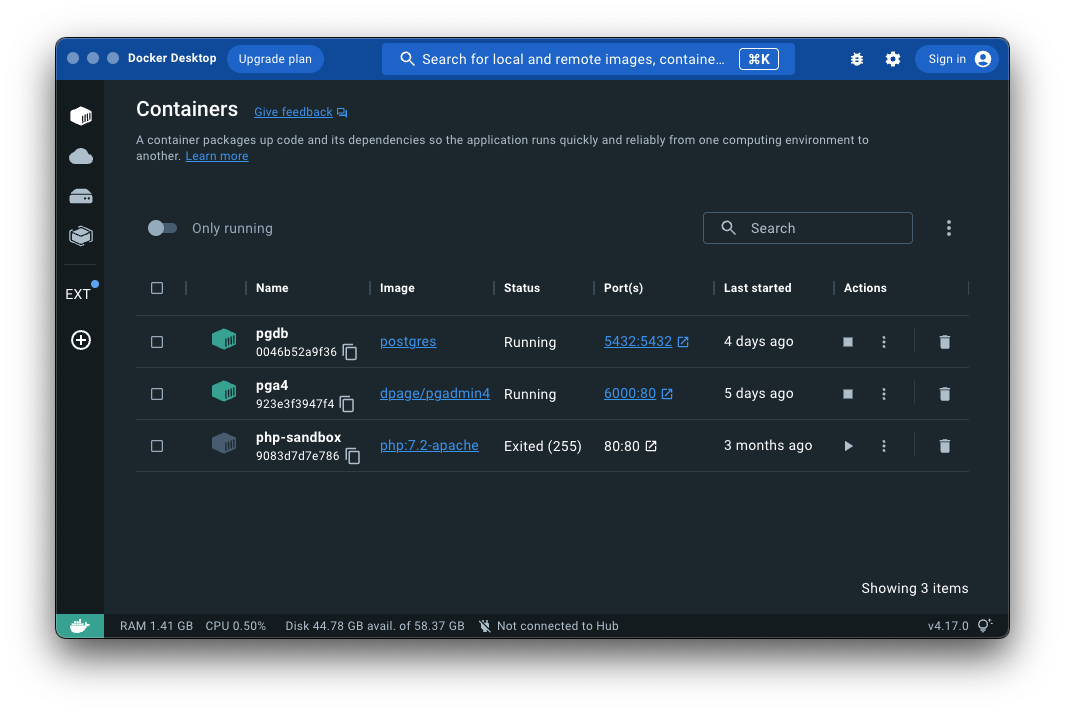 Docker Desktop Upgrade plan Search for local and remote images, containe... ⌘K Sign in
Containers Give feedback
A container packages up code and its dependencies so the application runs quickly and reliably from one computing environment to
another. Learn more
Only running Search
EXT
Name Image Status Port(s) Last started Actions
pgdb
0046b52a9f36 postgres Running 5432:5432 4 days ago
pga4
923e3f3947f4 dpage/pgadmin4 Running 6000:80 5 days ago
php-sandbox
9083d7d7e786 php:7.2-apache Exited (255) 80:80 3 months ago
Showing 3 items
RAM 1.41 GB CPU 0.50% Disk 44.78 GB avail. of 58.37 GB Not connected to Hub v4.17.0